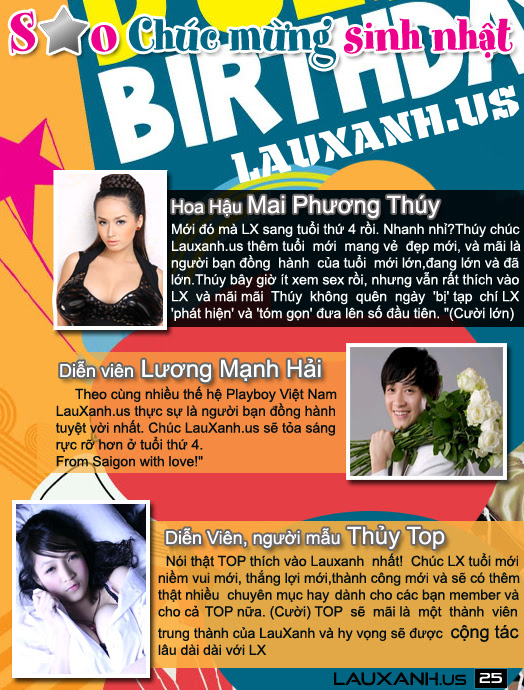 S o Chúc mừng sinh nhật
BIRTHDA
LAUXANH.US
Hoa Hậu Mai Phương Thúy
Mới đó mà LX sang tuổi thứ 4 rồi. Nhanh nhỉ?Thúy chúc
Lauxanh.us thêm tuổi mới mang vẻ đẹp mới, và mãi là
người bạn đồng hành của tuổi mới lớn,đang lớn và đã
lớn.Thúy bây giờ ít xem sex rồi, nhưng vẫn rất thích vào
LX và mãi mãi Thúy không quên ngày 'bị' tạp chí LX
'phát hiện' và 'tóm gọn' đưa lên số đầu tiên. "(Cười lớn)
Diễn viên Lương Mạnh Hải
Theo cùng nhiều thế hệ Playboy Việt Nam
LauXanh.us thực sự là người bạn đồng hành
tuyệt vời nhất. Chúc LauXanh.us sẽ tỏa sáng
rực rỡ hơn ở tuổi thứ 4.
From Saigon with love!"
Diễn Viên, người mẫu Thủy Top
Nói thật TOP thích vào Lauxanh nhất! Chúc LX tuổi mới
niềm vui mới, thắng lợi mới,thành công mới và sẽ có thêm
thật nhiều chuyên mục hay dành cho các bạn member và
cho cả TOP nữa. (Cười) TOP sẽ mãi là một thành viên
trung thành của LauXanh và hy vọng sẽ được cộng tác
lâu dài dài với LX
LAUXANH.US 25